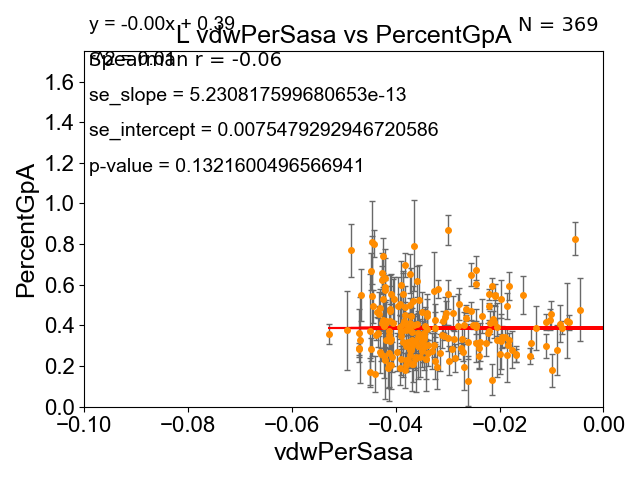 y = -0.00x + 0.39
N = 369
L vdwPerSasa vs PercentGpA
R^2 = 0.01
Spearman r = -0.06
se_slope = 5.230817599680653e-13
se_intercept = 0.0075479292946720586
p-value = 0.1321600496566941
PercentGpA
1.6
1.4
1.2
1.0
0.8
0.6
0.4
0.2
0.0
−0.10
−0.08
−0.06
−0.04
−0.02
0.00
vdwPerSasa